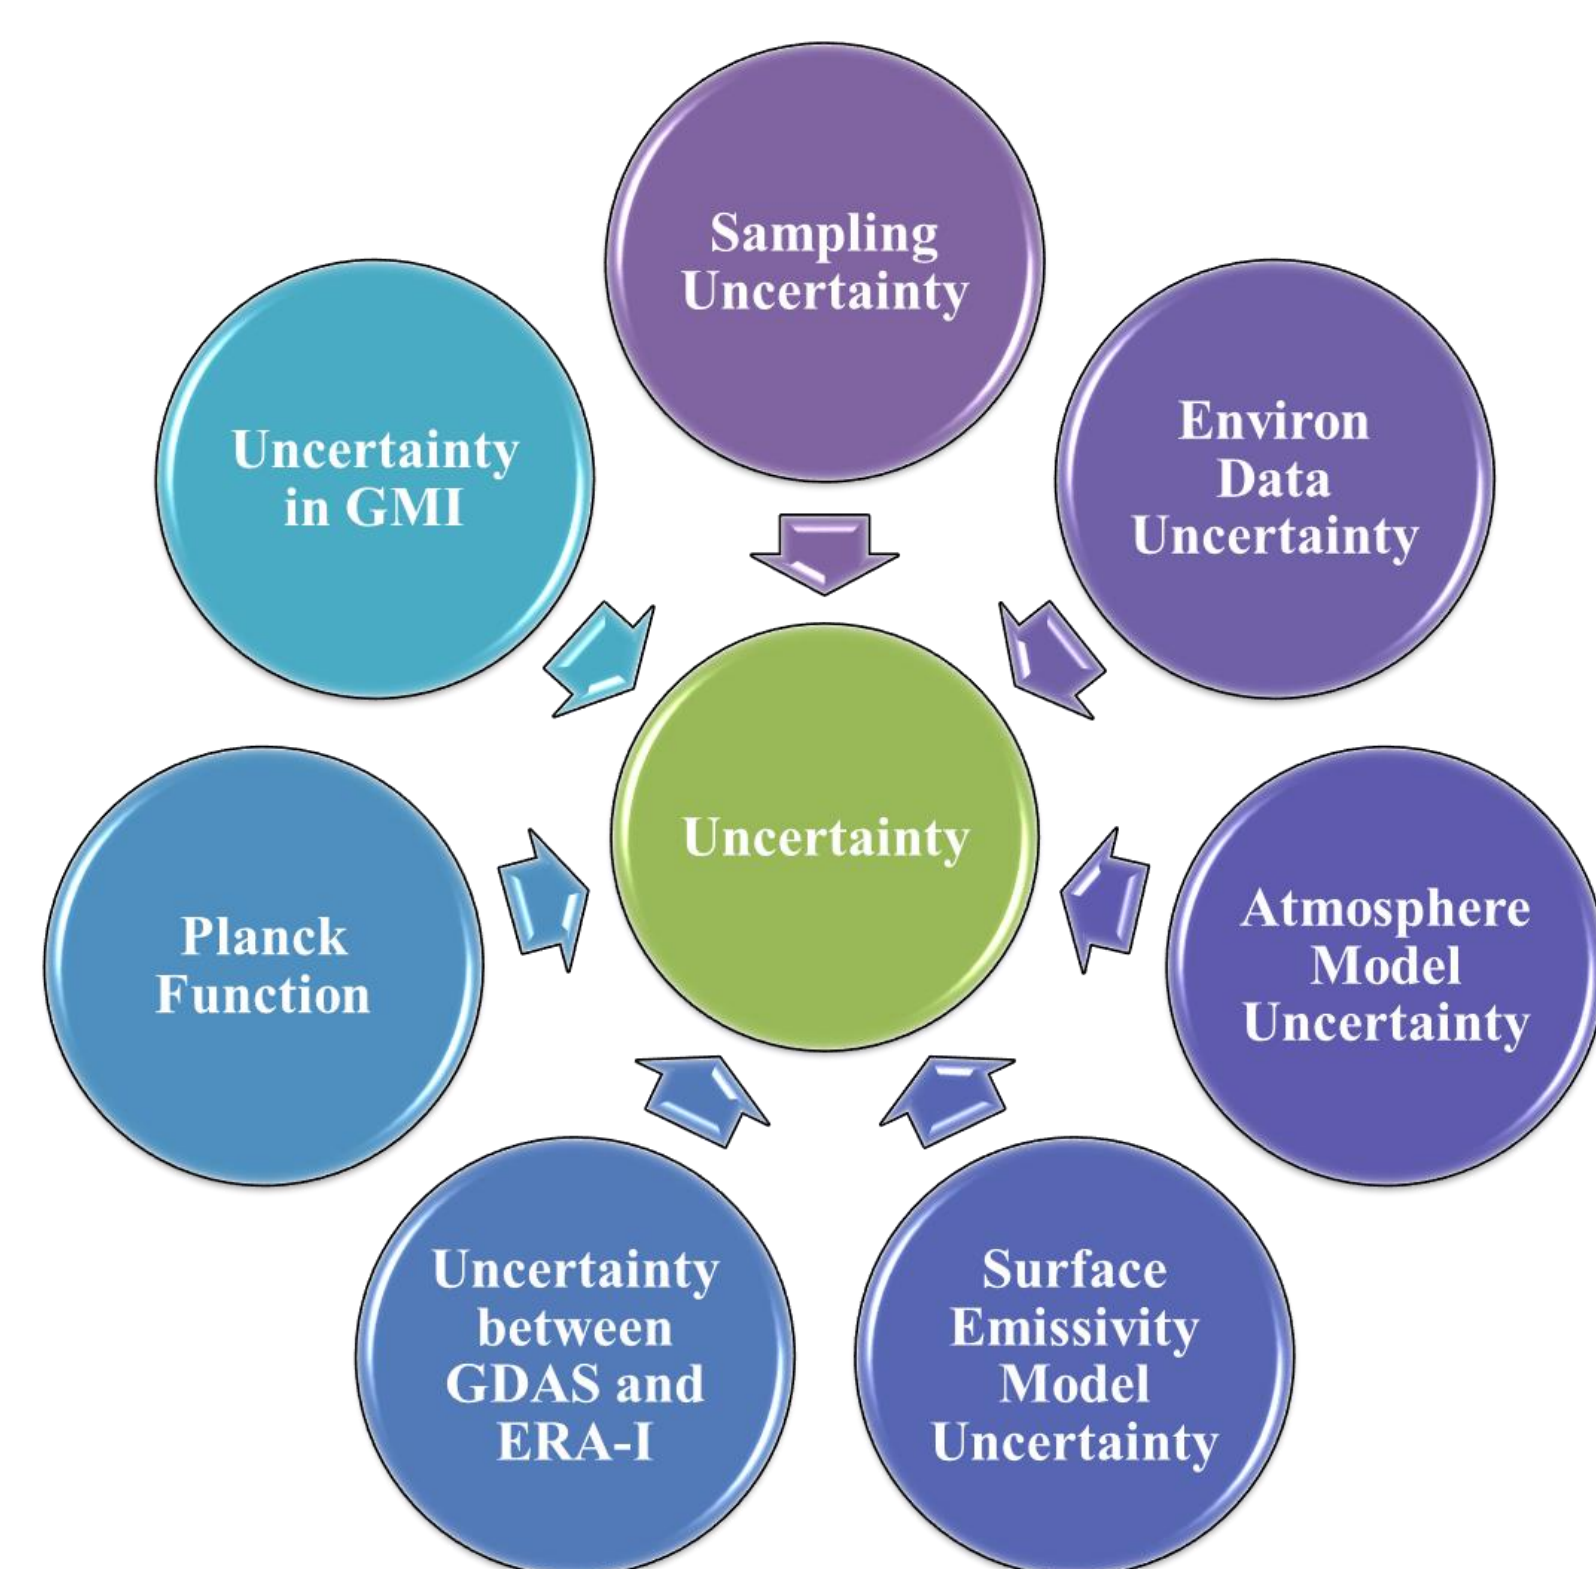 Sampling
Uncertainty
Environ
Data
Uncertainty
Atmosphere
Model
Uncertainty
Surface
Emissivity
Model
Uncertainty
Uncertainty
between
GDAS and
ERA-I
Planck
Function
Uncertainty
in GMI
Uncertainty